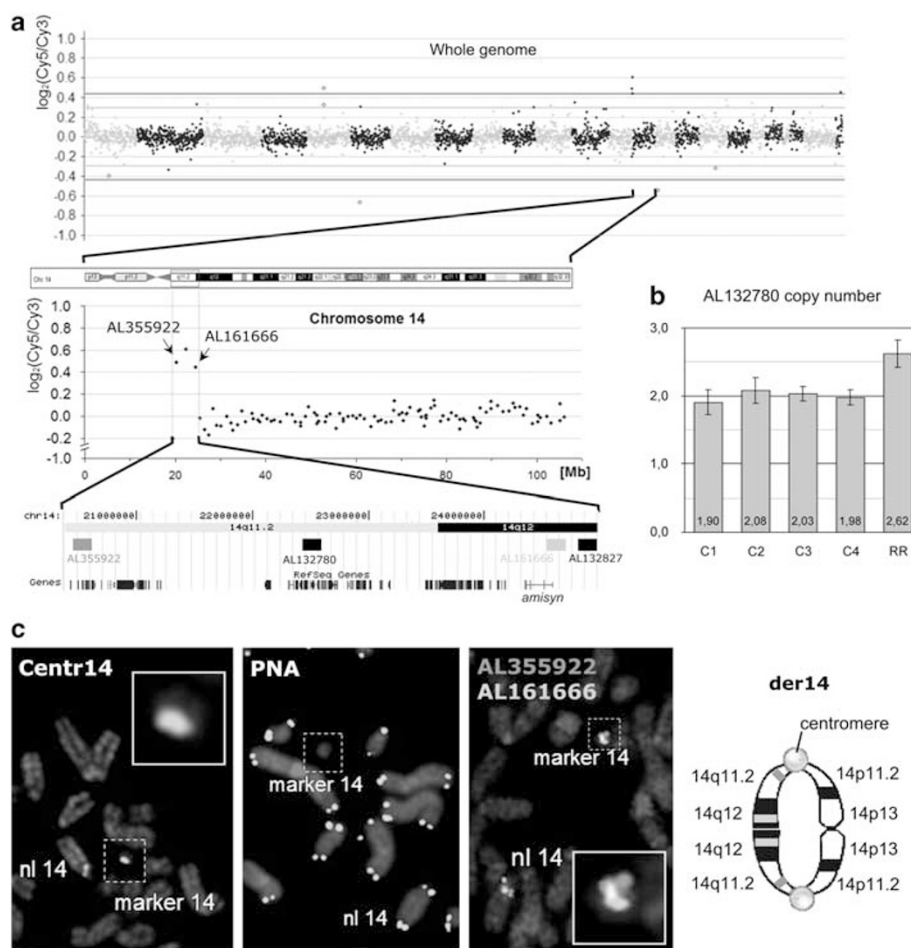 a
log₂(Cy5/Cy3)
1.0
0.8
0.6
0.4
0.2
0.0
-0.2
-0.4
-0.6
-0.8
-1.0
Whole genome
Chr 14
log₂(Cy5/Cy3)
1.0
0.8
0.6
0.4
0.2
0.0
-0.2
-1.0
AL355922
AL161666
Chromosome 14
0
20
40
60
80
100
[Mb]
chr14:
21000000
22000000
23000000
24000000
14q11.2
14q12
AL355922
AL132780
AL161666
AL132827
RefSeq Genes
Genes
amisyn
b
AL132780 copy number
3,0
2,0
1,0
0,0
1,90
2,08
2,03
1,98
2,62
C1
C2
C3
C4
RR
c
Centr14
nl 14
marker 14
PNA
marker 14
nl 14
AL355922
AL161666
marker 14
nl 14
der14
centromere
14q11.2
14p11.2
14q12
14p13
14q12
14p13
14q11.2
14p11.2